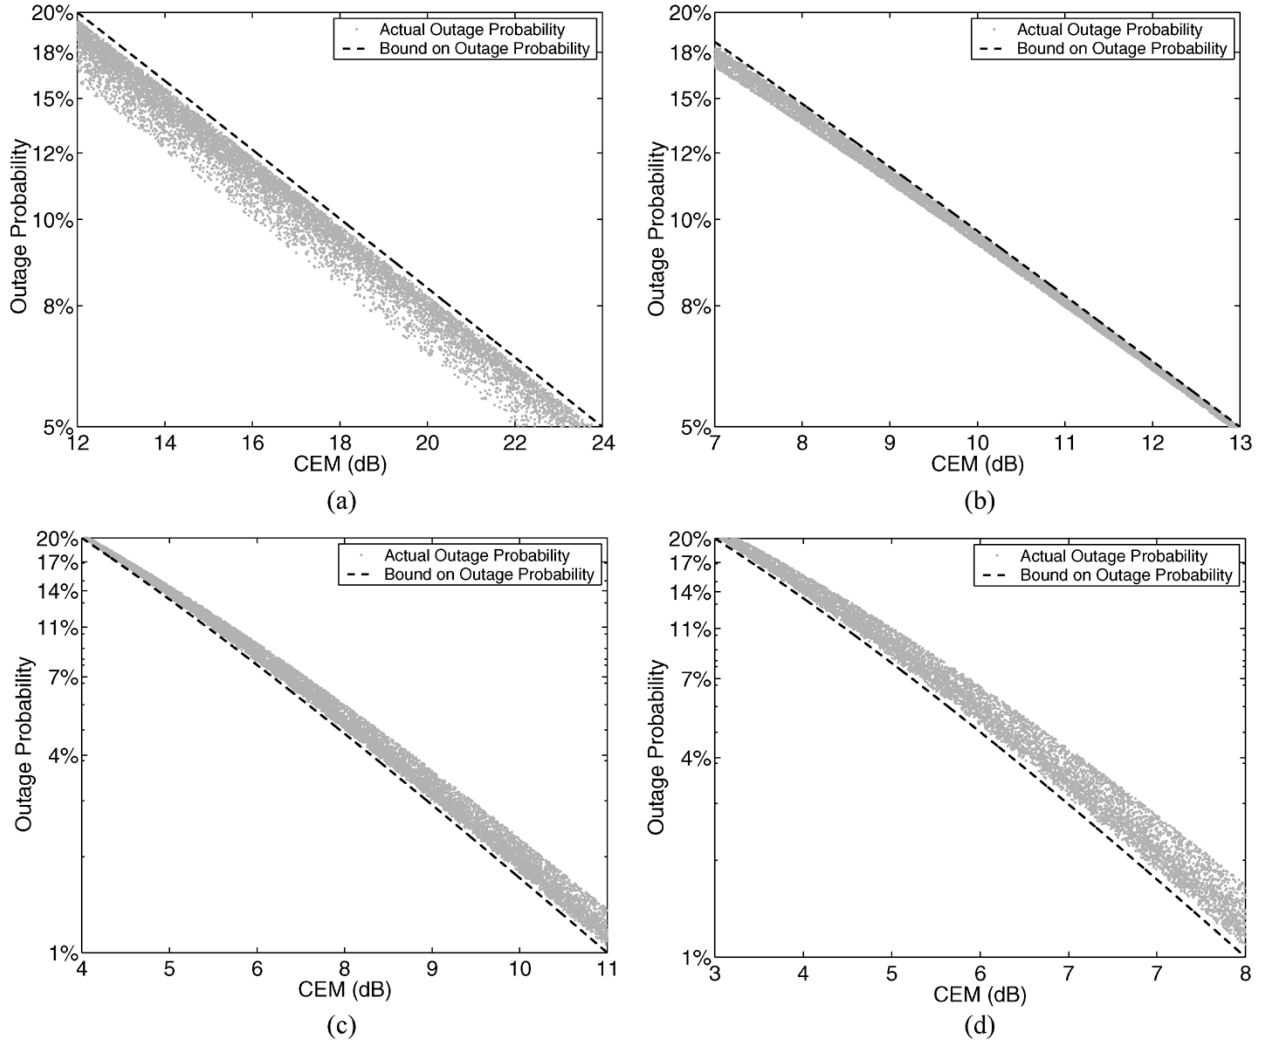 20%
18%
15%
12%
10%
8%
5%
Outage Probability
12 14 16 18 20 22 24
CEM (dB)
Actual Outage Probability
Bound on Outage Probability
(a)
20%
18%
15%
12%
10%
8%
5%
Outage Probability
7 8 9 10 11 12 13
CEM (dB)
Actual Outage Probability
Bound on Outage Probability
(b)
20%
17%
14%
11%
7%
4%
1%
Outage Probability
4 5 6 8 9 10 11
CEM (dB)
Actual Outage Probability
Bound on Outage Probability
(c)
20%
17%
14%
11%
7%
4%
1%
Outage Probability
3 4 5 6 7 7 8
CEM (dB)
Actual Outage Probability
Bound on Outage Probability
(d)